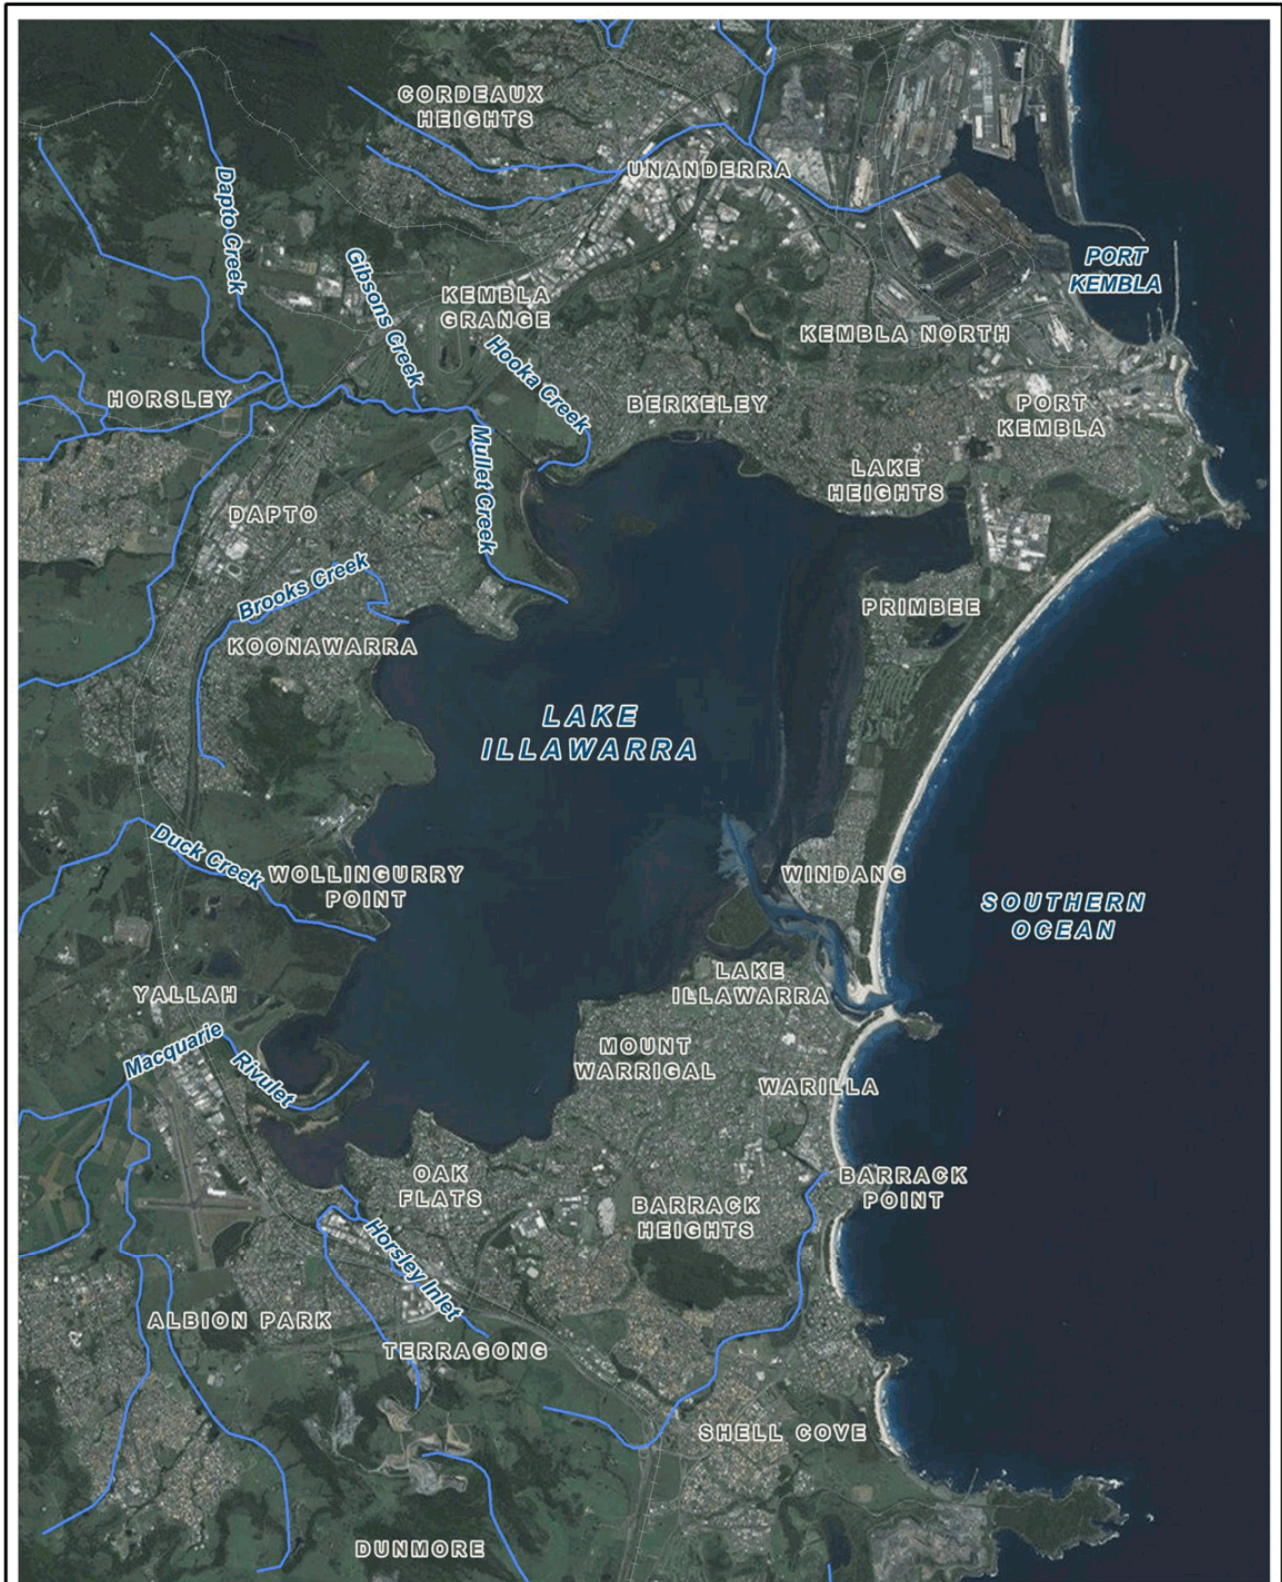 CORDEAUX
HEIGHTS
UNANDERRA
Dapto Creek
Gibsons Creek
PORT
KEMBLA
KEMBLA
GRANGE
KEMBLA NORTH
Hooka Creek
HORSLEY
BERKELEY
PORT
KEMBLA
Mullet Creek
LAKE
HEIGHTS
DAPTO
Brooks Creek
PRIMBEE
KOONAWARRA
LAKE
ILLAWARRA
Duck Creek
WOLLINGURRY
POINT
WINDANG
SOUTHERN
OCEAN
LAKE
ILLAWARRA
YALLAH
Macquarie
Rivulet
MOUNT
WARRIGAL
WARILLA
OAK
FLATS
BARRACK
POINT
BARRACK
HEIGHTS
Horsley Inlet
ALBION PARK
TERRAGONG
SHELL COVE
DUNMORE